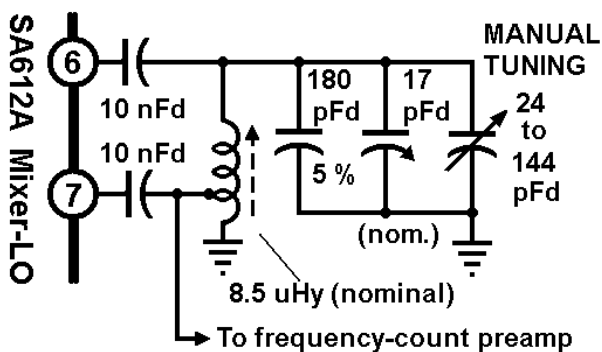 SA612A Mixer-LO
6
10 nFd
10 nFd
7
180
pFd
5 %
17
pFd
(nom.)
MANUAL
TUNING
24
to
144
pFd
8.5 uHy (nominal)
To frequency-count preamp